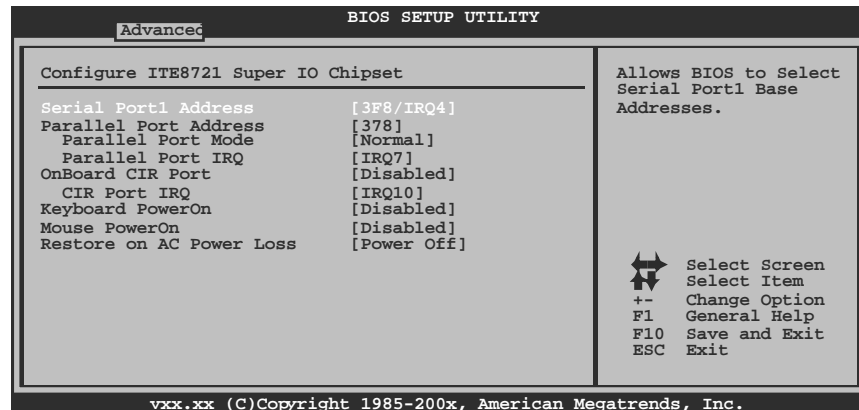 BIOS SETUP UTILITY
Advanced
Configure ITE8721 Super IO Chipset
Serial Port1 Address [3F8/IRQ4]
Parallel Port Address [378]
Parallel Port Mode [Normal]
Parallel Port IRQ [IRQ7]
OnBoard CIR Port [Disabled]
CIR Port IRQ [IRQ10]
Keyboard PowerOn [Disabled]
Mouse PowerOn [Disabled]
Restore on AC Power Loss [Power Off]
Allows BIOS to Select
Serial Port1 Base
Addresses.
Select Screen
Select Item
+- Change Option
F1 General Help
F10 Save and Exit
ESC Exit
vxx.xx (C)Copyright 1985-200x, American Megatrends, Inc.